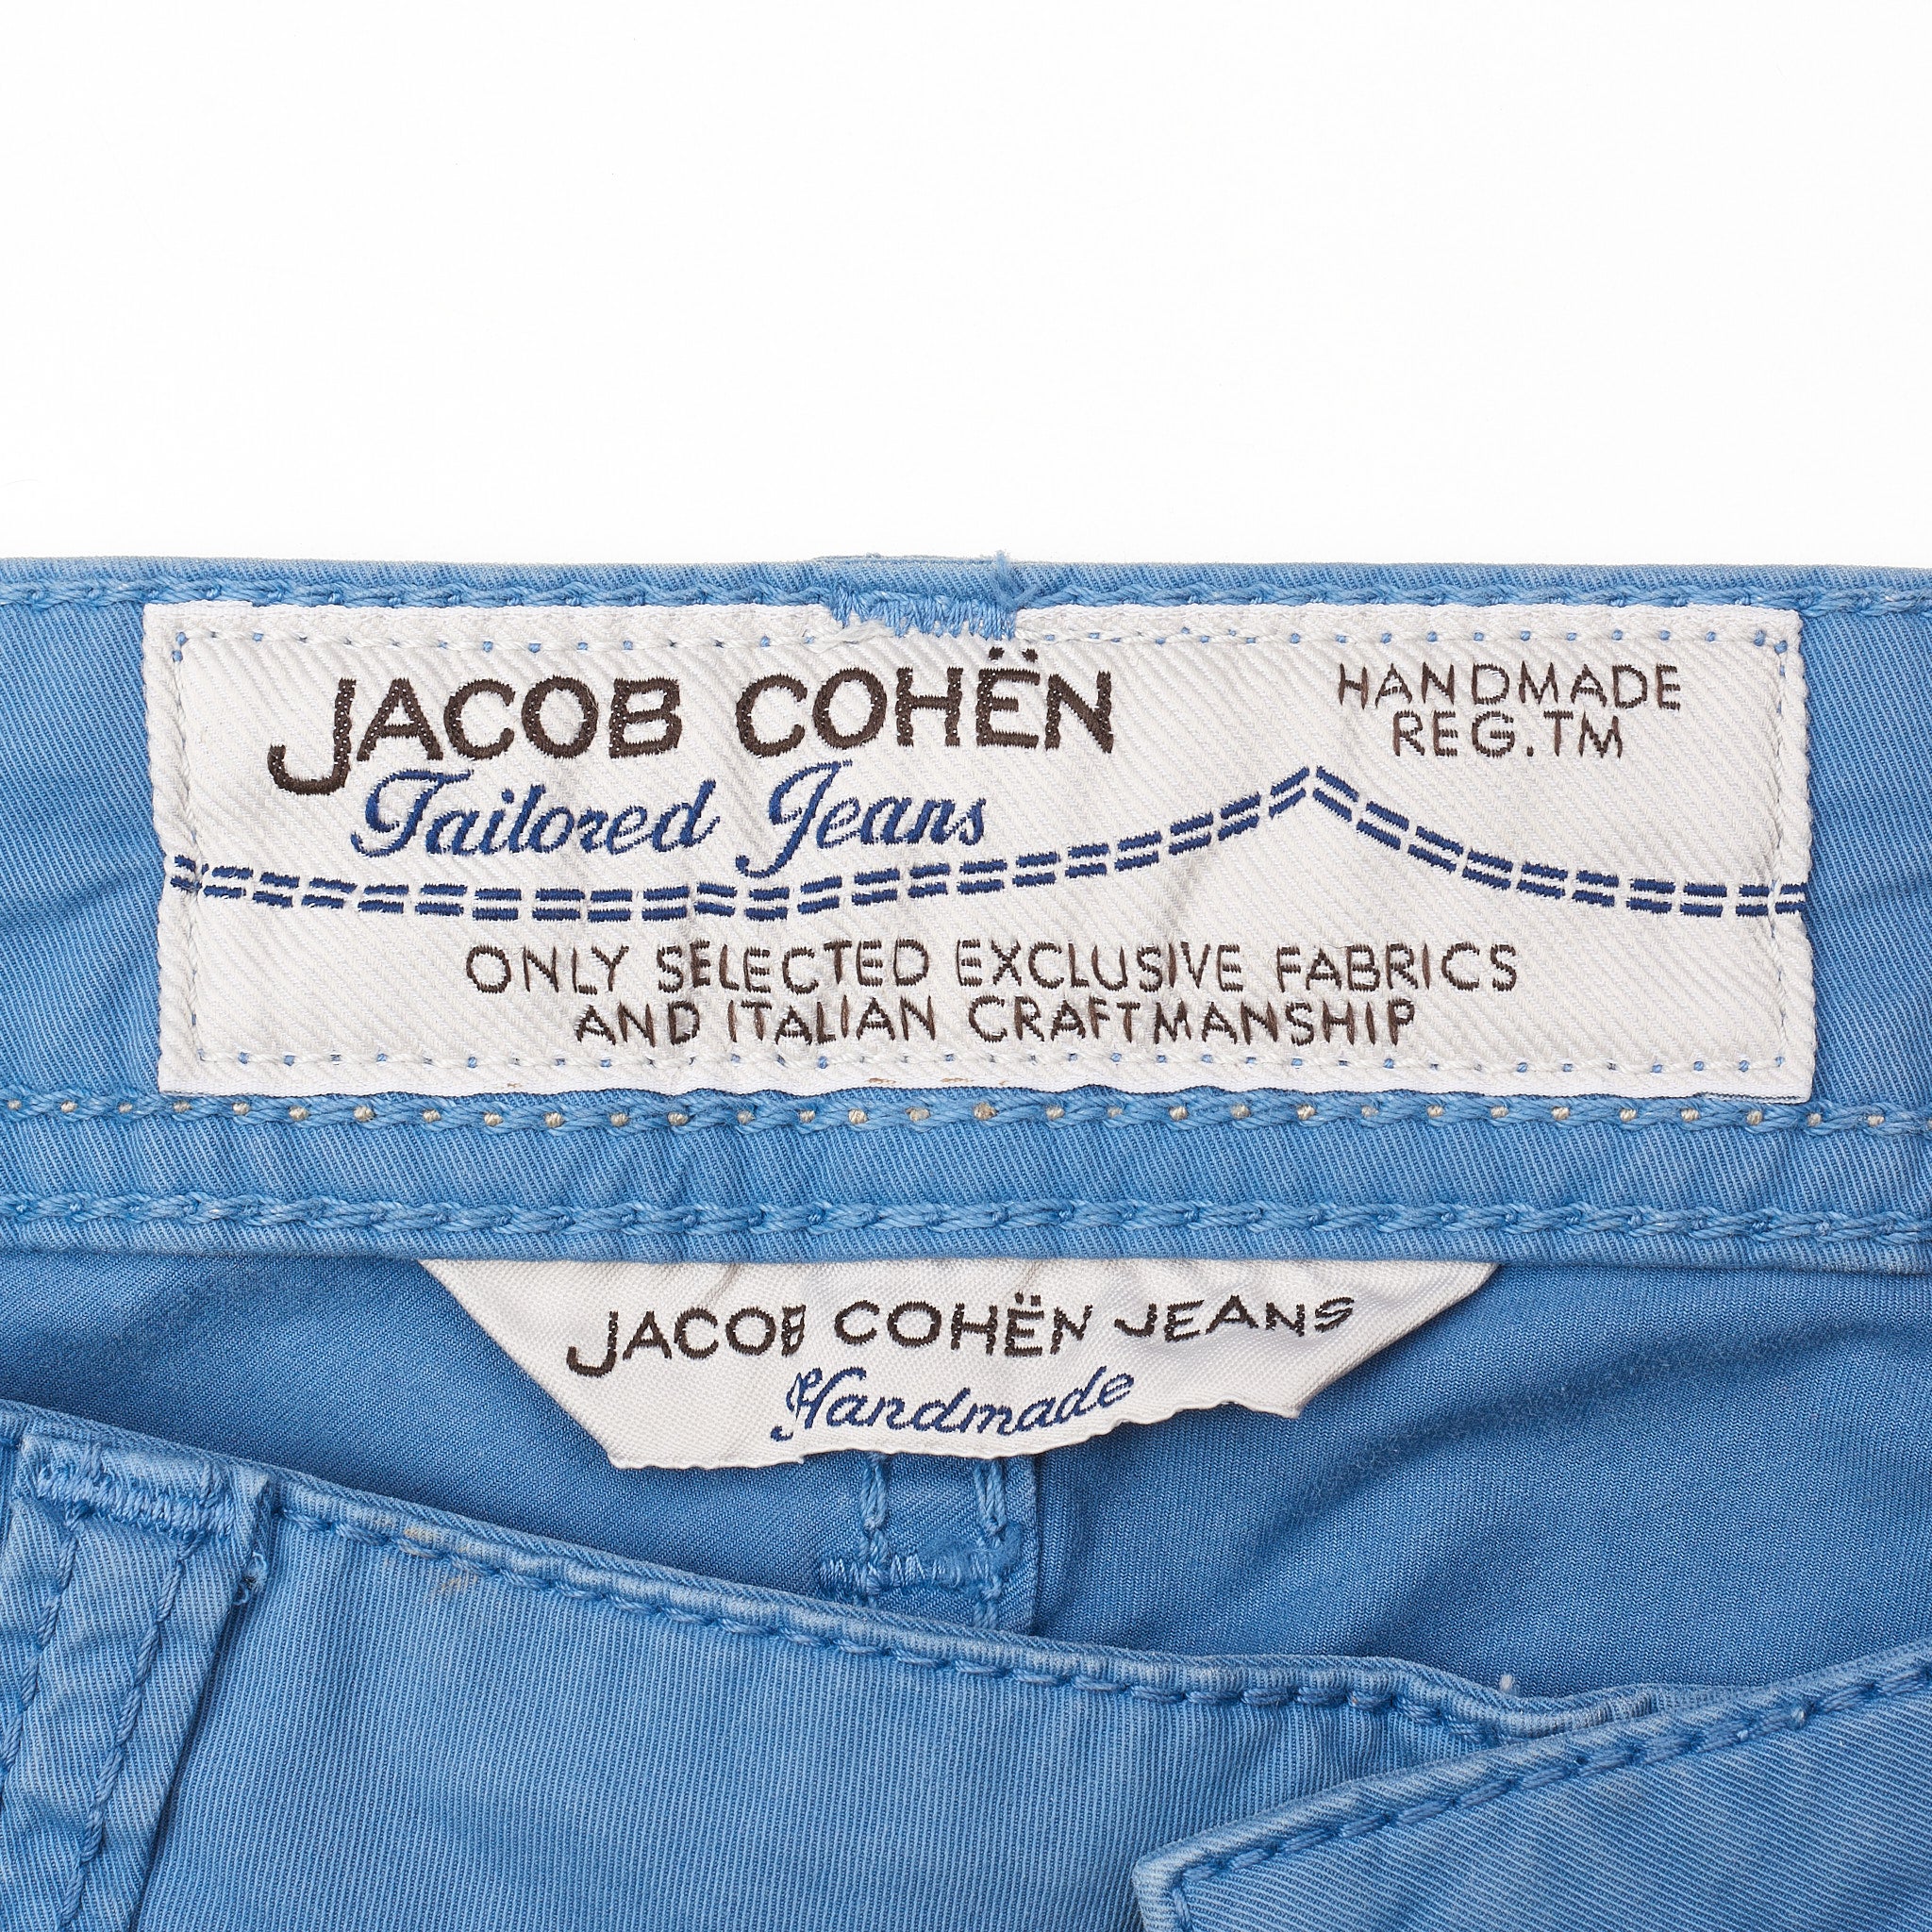 JACOB COHËN
HANDMADE
REG.TM
Tailored Jeans
ONLY SELECTED EXCLUSIVE FABRICS
AND ITALIAN CRAFTMANSHIP
JACOB COHËN JEANS
Handmade